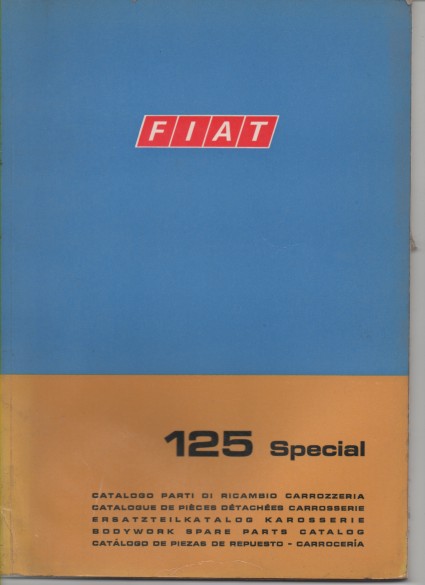 FIAT
125 Special
CATALOGO PARTI DI RICAMBIO CARROZZERIA
CATALOGUE DE PIÈCES DÉTACHÉES CARROSSERIE
ERSATZTEILKATALOG KAROSSERIE
BODYWORK SPARE PARTS CATALOG
CATÁLOGO DE PIEZAS DE REPUESTO - CARROCERÍA